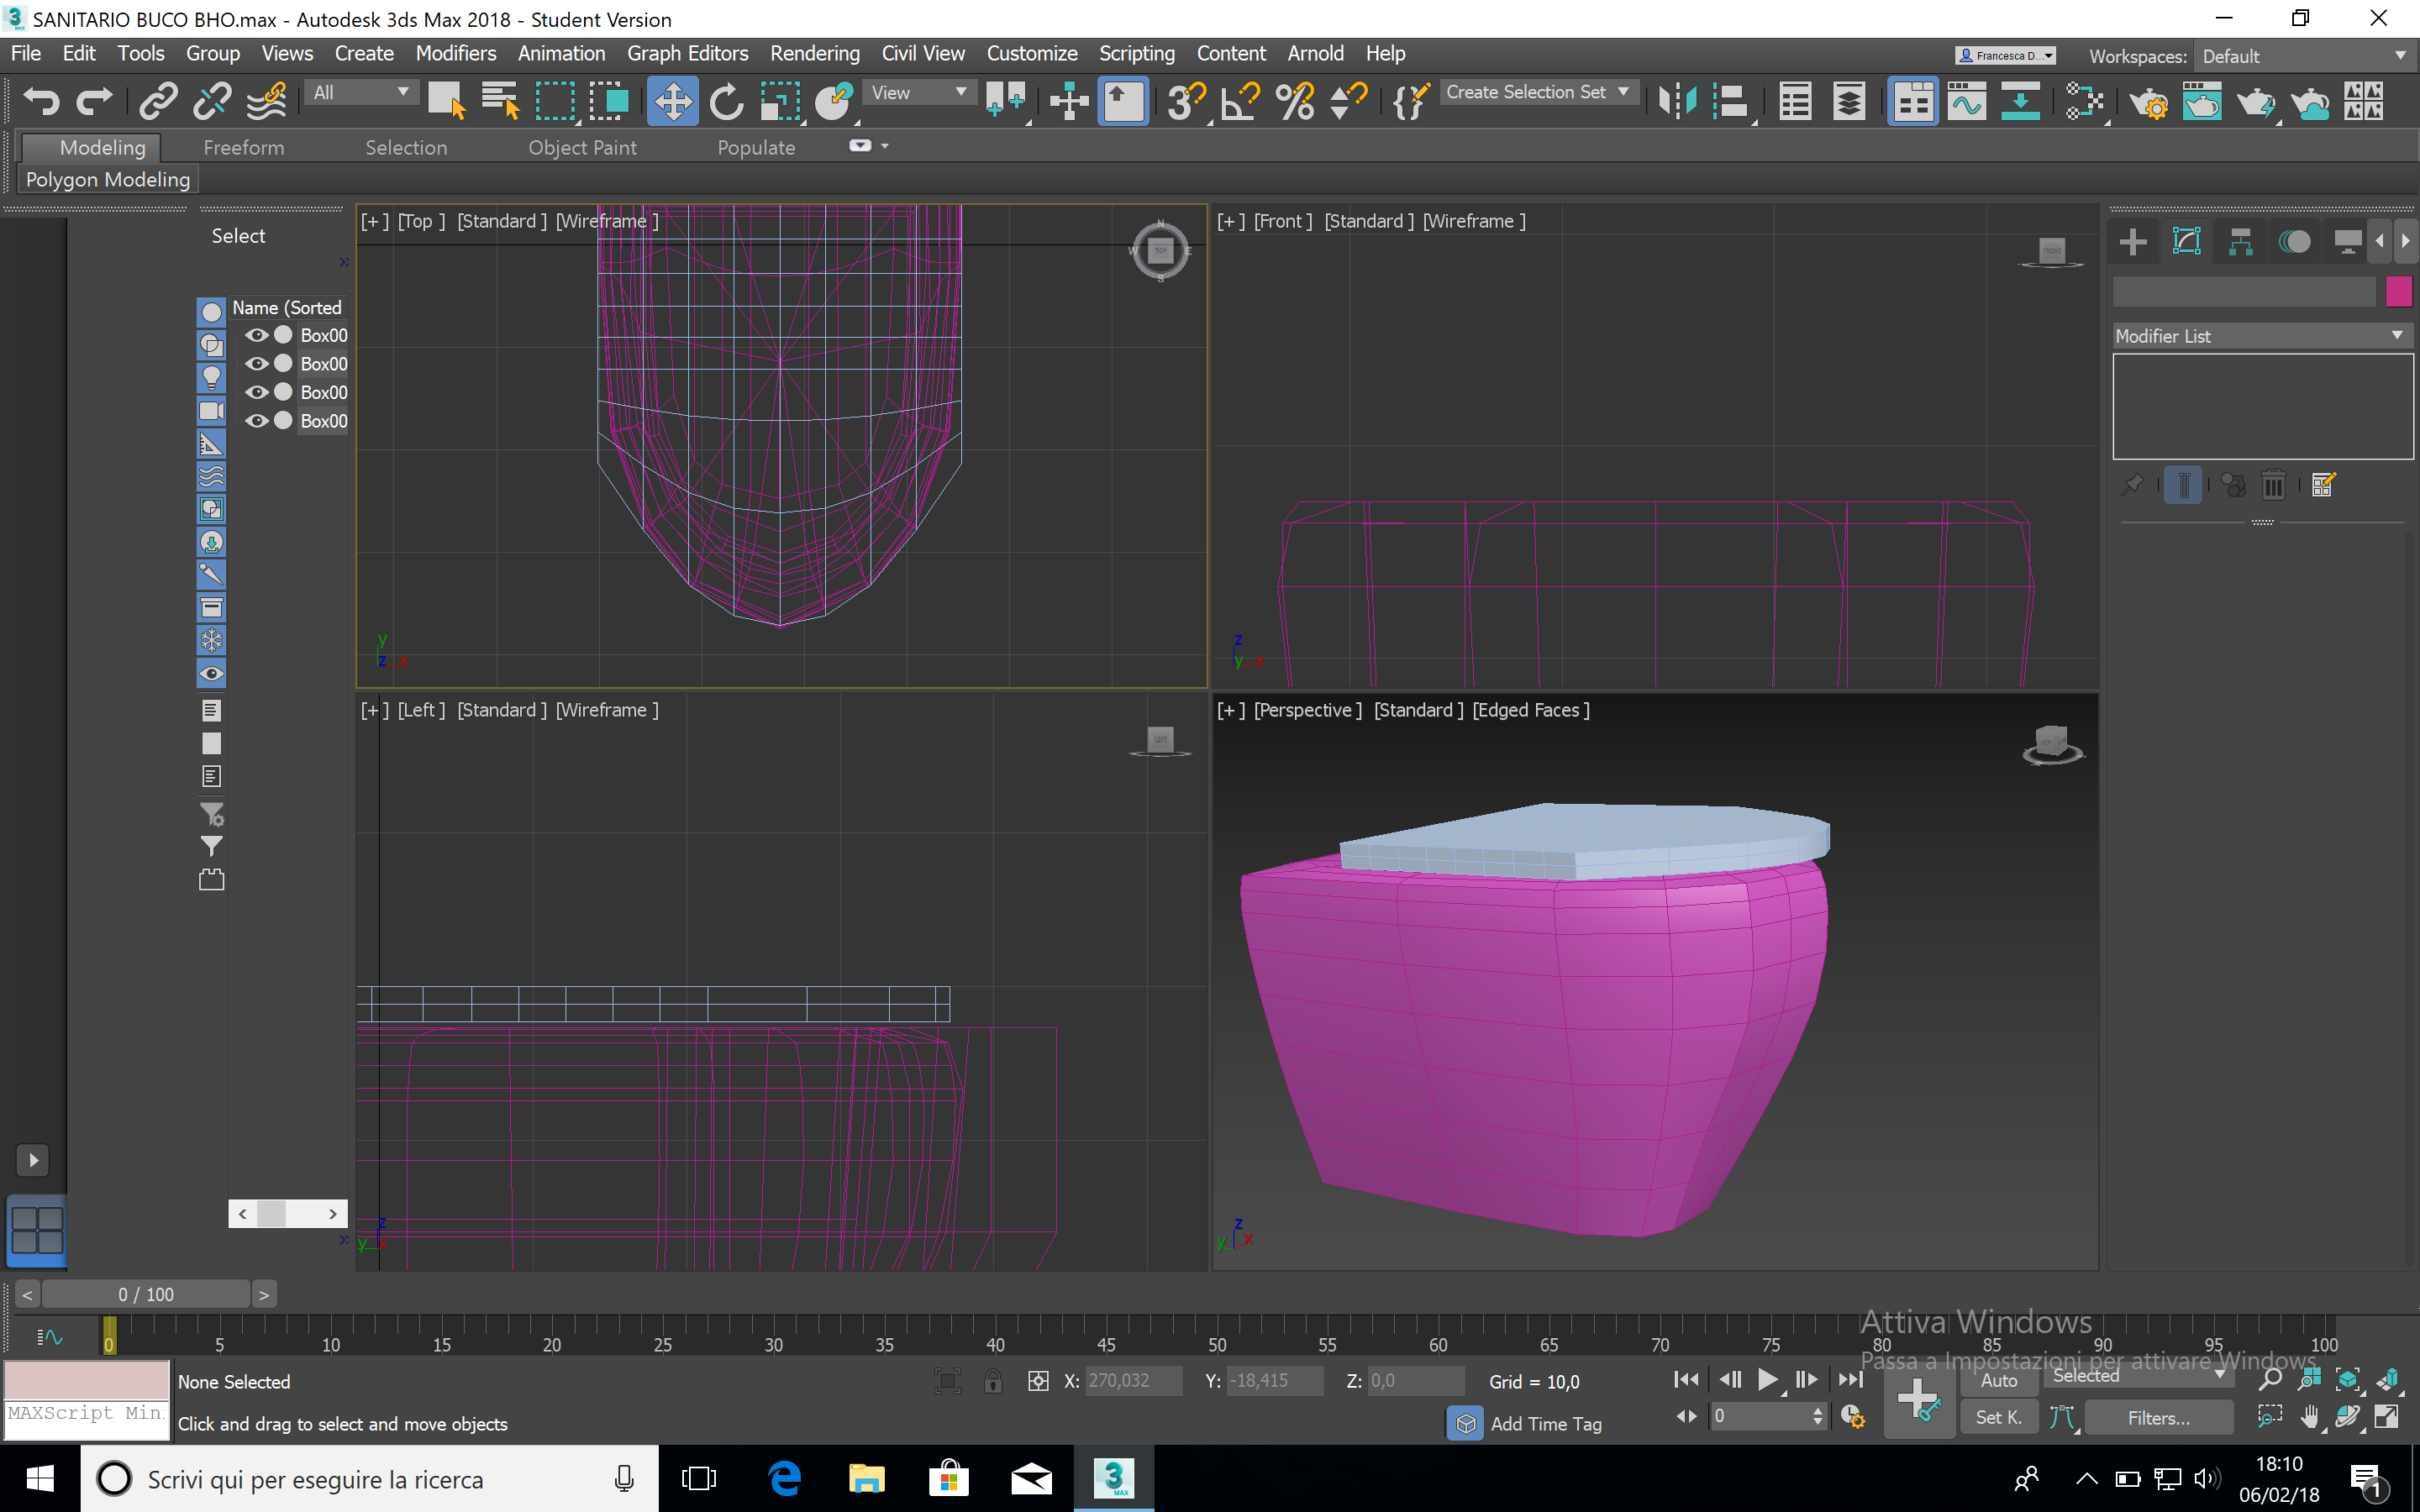 SANITARIO BUCO BHO.max - Autodesk 3ds Max 2018 - Student Version
File Edit Tools Group Views Create Modifiers Animation Graph Editors Rendering Civil View Customize Scripting Content Arnold Help
Francesca D...
Workspaces: Default
All
View
Create Selection Set
Modeling Freeform Selection Object Paint Populate
Polygon Modeling
Select
Name (Sorted
Box00
Box00
Box00
Box00
[+] [Top ] [Standard ] [Wireframe ]
N
W TOP E
S
y
z x
[+] [Front ] [Standard ] [Wireframe ]
FRONT
z
y x
[+] [Left ] [Standard ] [Wireframe ]
LEFT
z
y x
[+] [Perspective ] [Standard ] [Edged Faces ]
z
y x
Modifier List
< 0 / 100 >
0 5 10 15 20 25 30 35 40 45 50 55 60 65 70 75 80 85 90 95 100
Attiva Windows
Passa a Impostazioni per attivare Windows.
None Selected
X: 270,032 Y: -18,415 Z: 0,0 Grid = 10,0
Auto Selected
MAXScript Min
Click and drag to select and move objects
Add Time Tag
0
Set K. Filters...
Scrivi qui per eseguire la ricerca
3
MAX
18:10
06/02/18
1